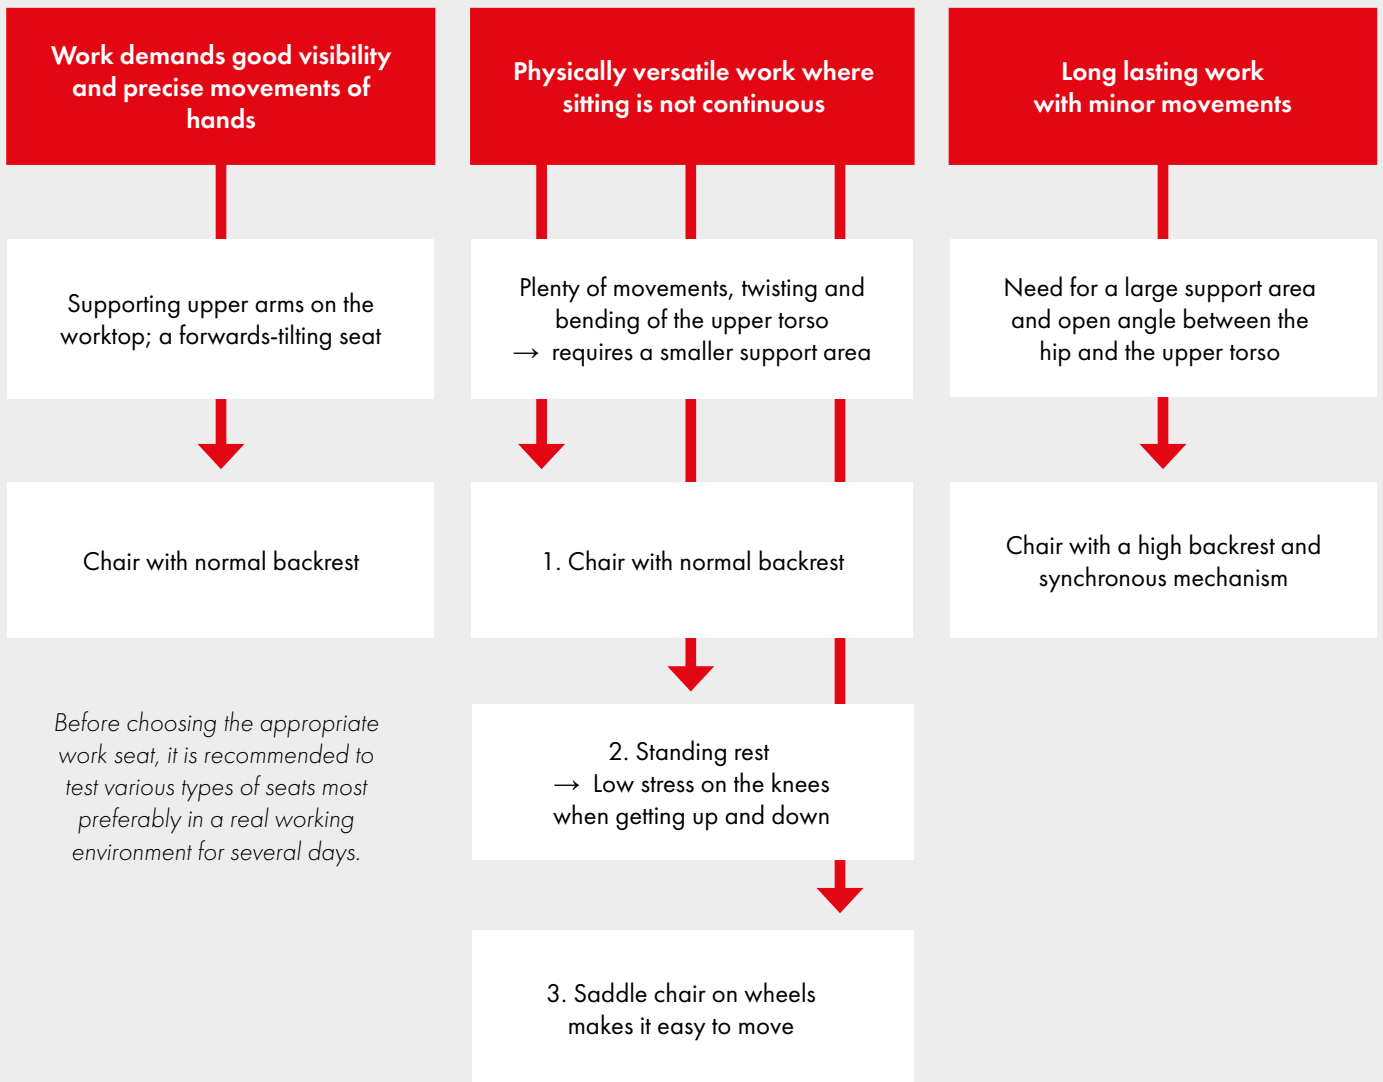 Work demands good visibility
and precise movements of
hands
Supporting upper arms on the
worktop; a forwards-tilting seat
Chair with normal backrest
Before choosing the appropriate
work seat, it is recommended to
test various types of seats most
preferably in a real working
environment for several days.
Physically versatile work where
sitting is not continuous
Plenty of movements, twisting and
bending of the upper torso
→ requires a smaller support area
1. Chair with normal backrest
2. Standing rest
→ Low stress on the knees
when getting up and down
3. Saddle chair on wheels
makes it easy to move
Long lasting work
with minor movements
Need for a large support area
and open angle between the
hip and the upper torso
Chair with a high backrest and
synchronous mechanism